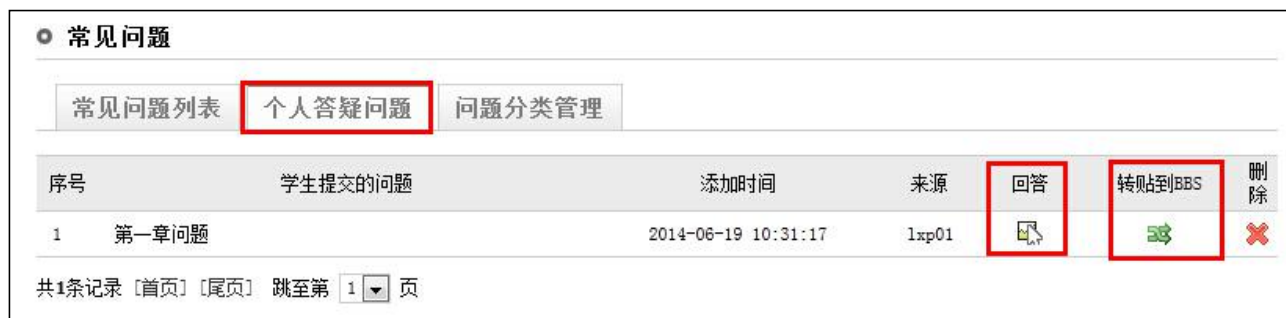 常见问题
常见问题列表 个人答疑问题 问题分类管理
序号 学生提交的问题 添加时间 来源 回答 转贴到BBS 删除
1 第一章问题 2014-06-19 10:31:17 lxp01
共1条记录 [首页] [尾页] 跳至第 1 页